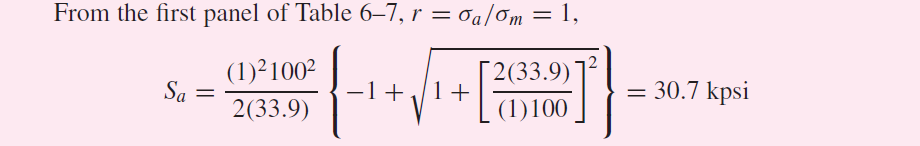 From the first panel of Table 6–7, r = σₐ/σₘ = 1,
Sₐ = (1)²100² / 2(33.9) { −1 + √(1 + [2(33.9) / (1)100]²) } = 30.7 kpsi